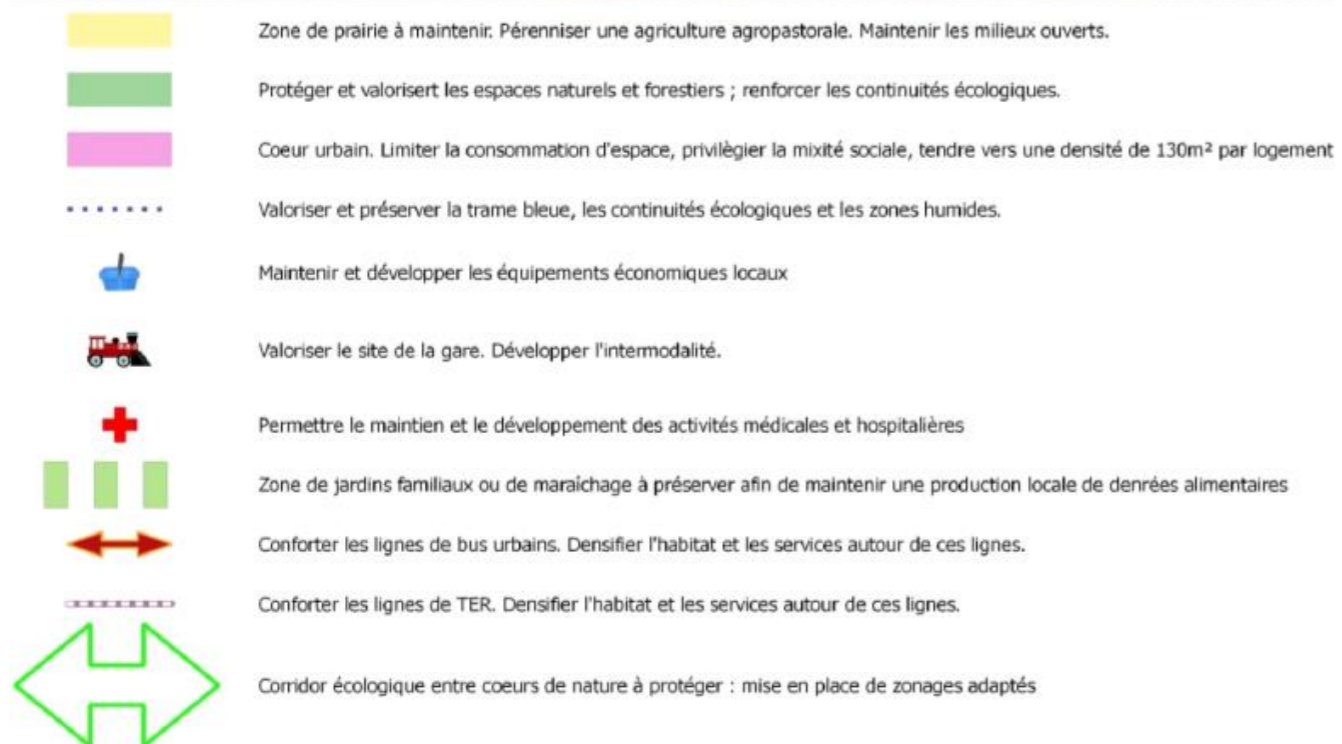 Zone de prairie à maintenir. Pérenniser une agriculture agropastorale. Maintenir les milieux ouverts.
Protéger et valorisert les espaces naturels et forestiers ; renforcer les continuités écologiques.
Coeur urbain. Limiter la consommation d'espace, privilègier la mixité sociale, tendre vers une densité de 130m² par logement
Valoriser et préserver la trame bleue, les continuités écologiques et les zones humides.
Maintenir et développer les équipements économiques locaux
Valoriser le site de la gare. Développer l'intermodalité.
Permettre le maintien et le développement des activités médicales et hospitalières
Zone de jardins familiaux ou de maraîchage à préserver afin de maintenir une production locale de denrées alimentaires
Conforter les lignes de bus urbains. Densifier l'habitat et les services autour de ces lignes.
Conforter les lignes de TER. Densifier l'habitat et les services autour de ces lignes.
Corridor écologique entre coeurs de nature à protéger : mise en place de zonages adaptés